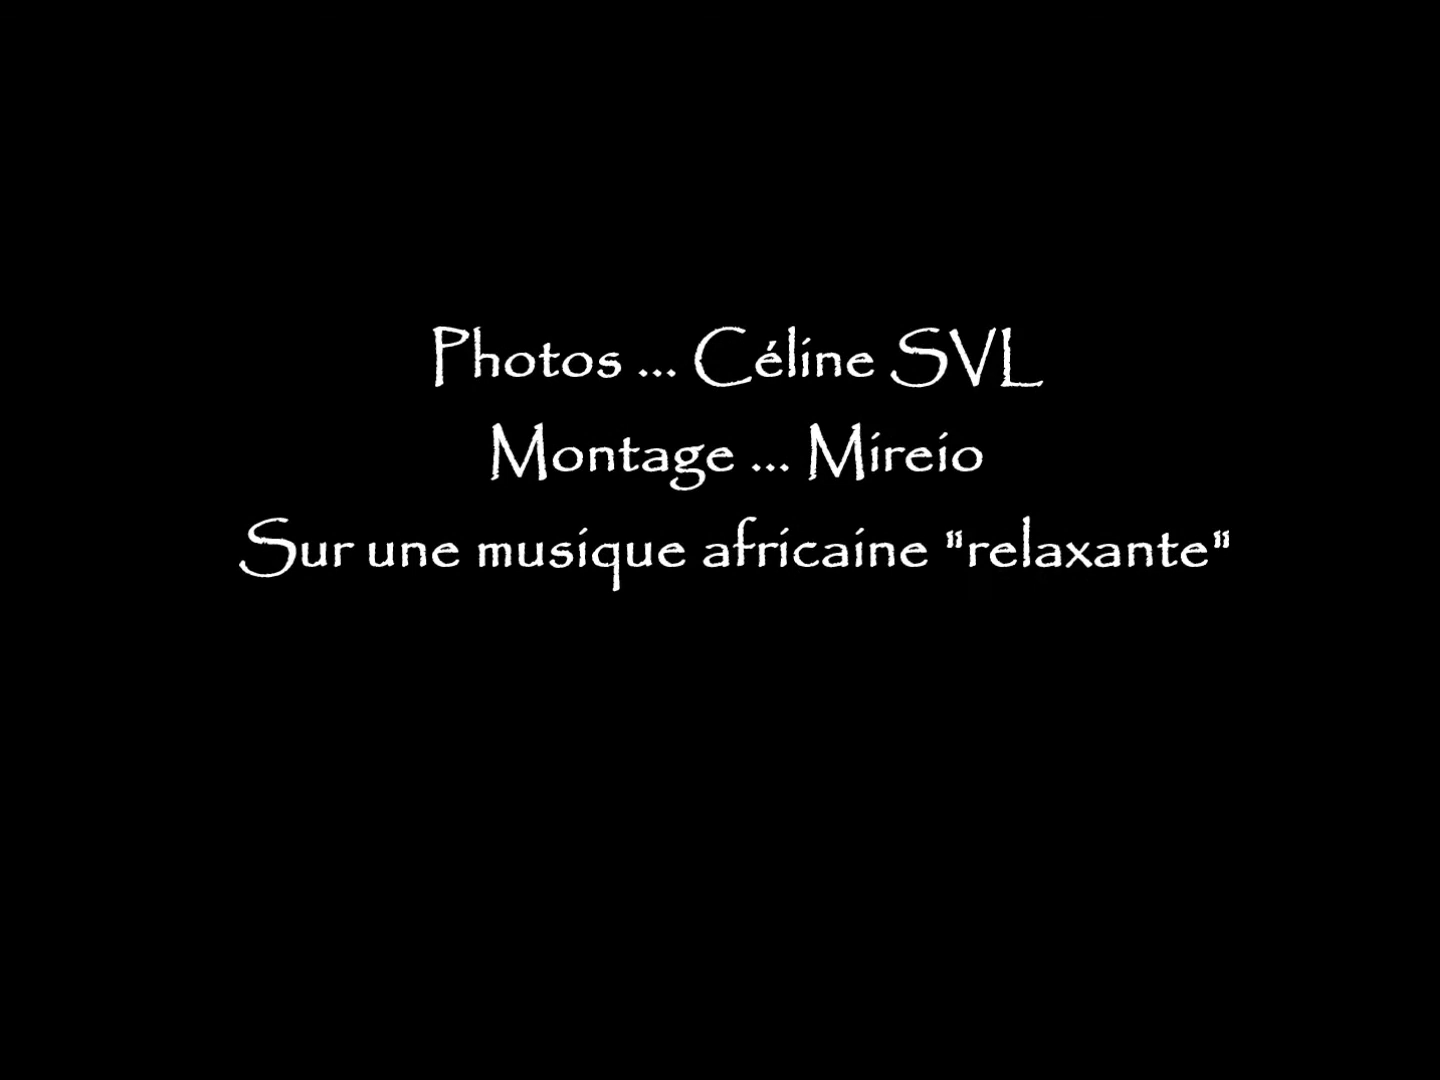 Photos ... Céline SVL
Montage ... Mireio
Sur une musique africaine "relaxante"